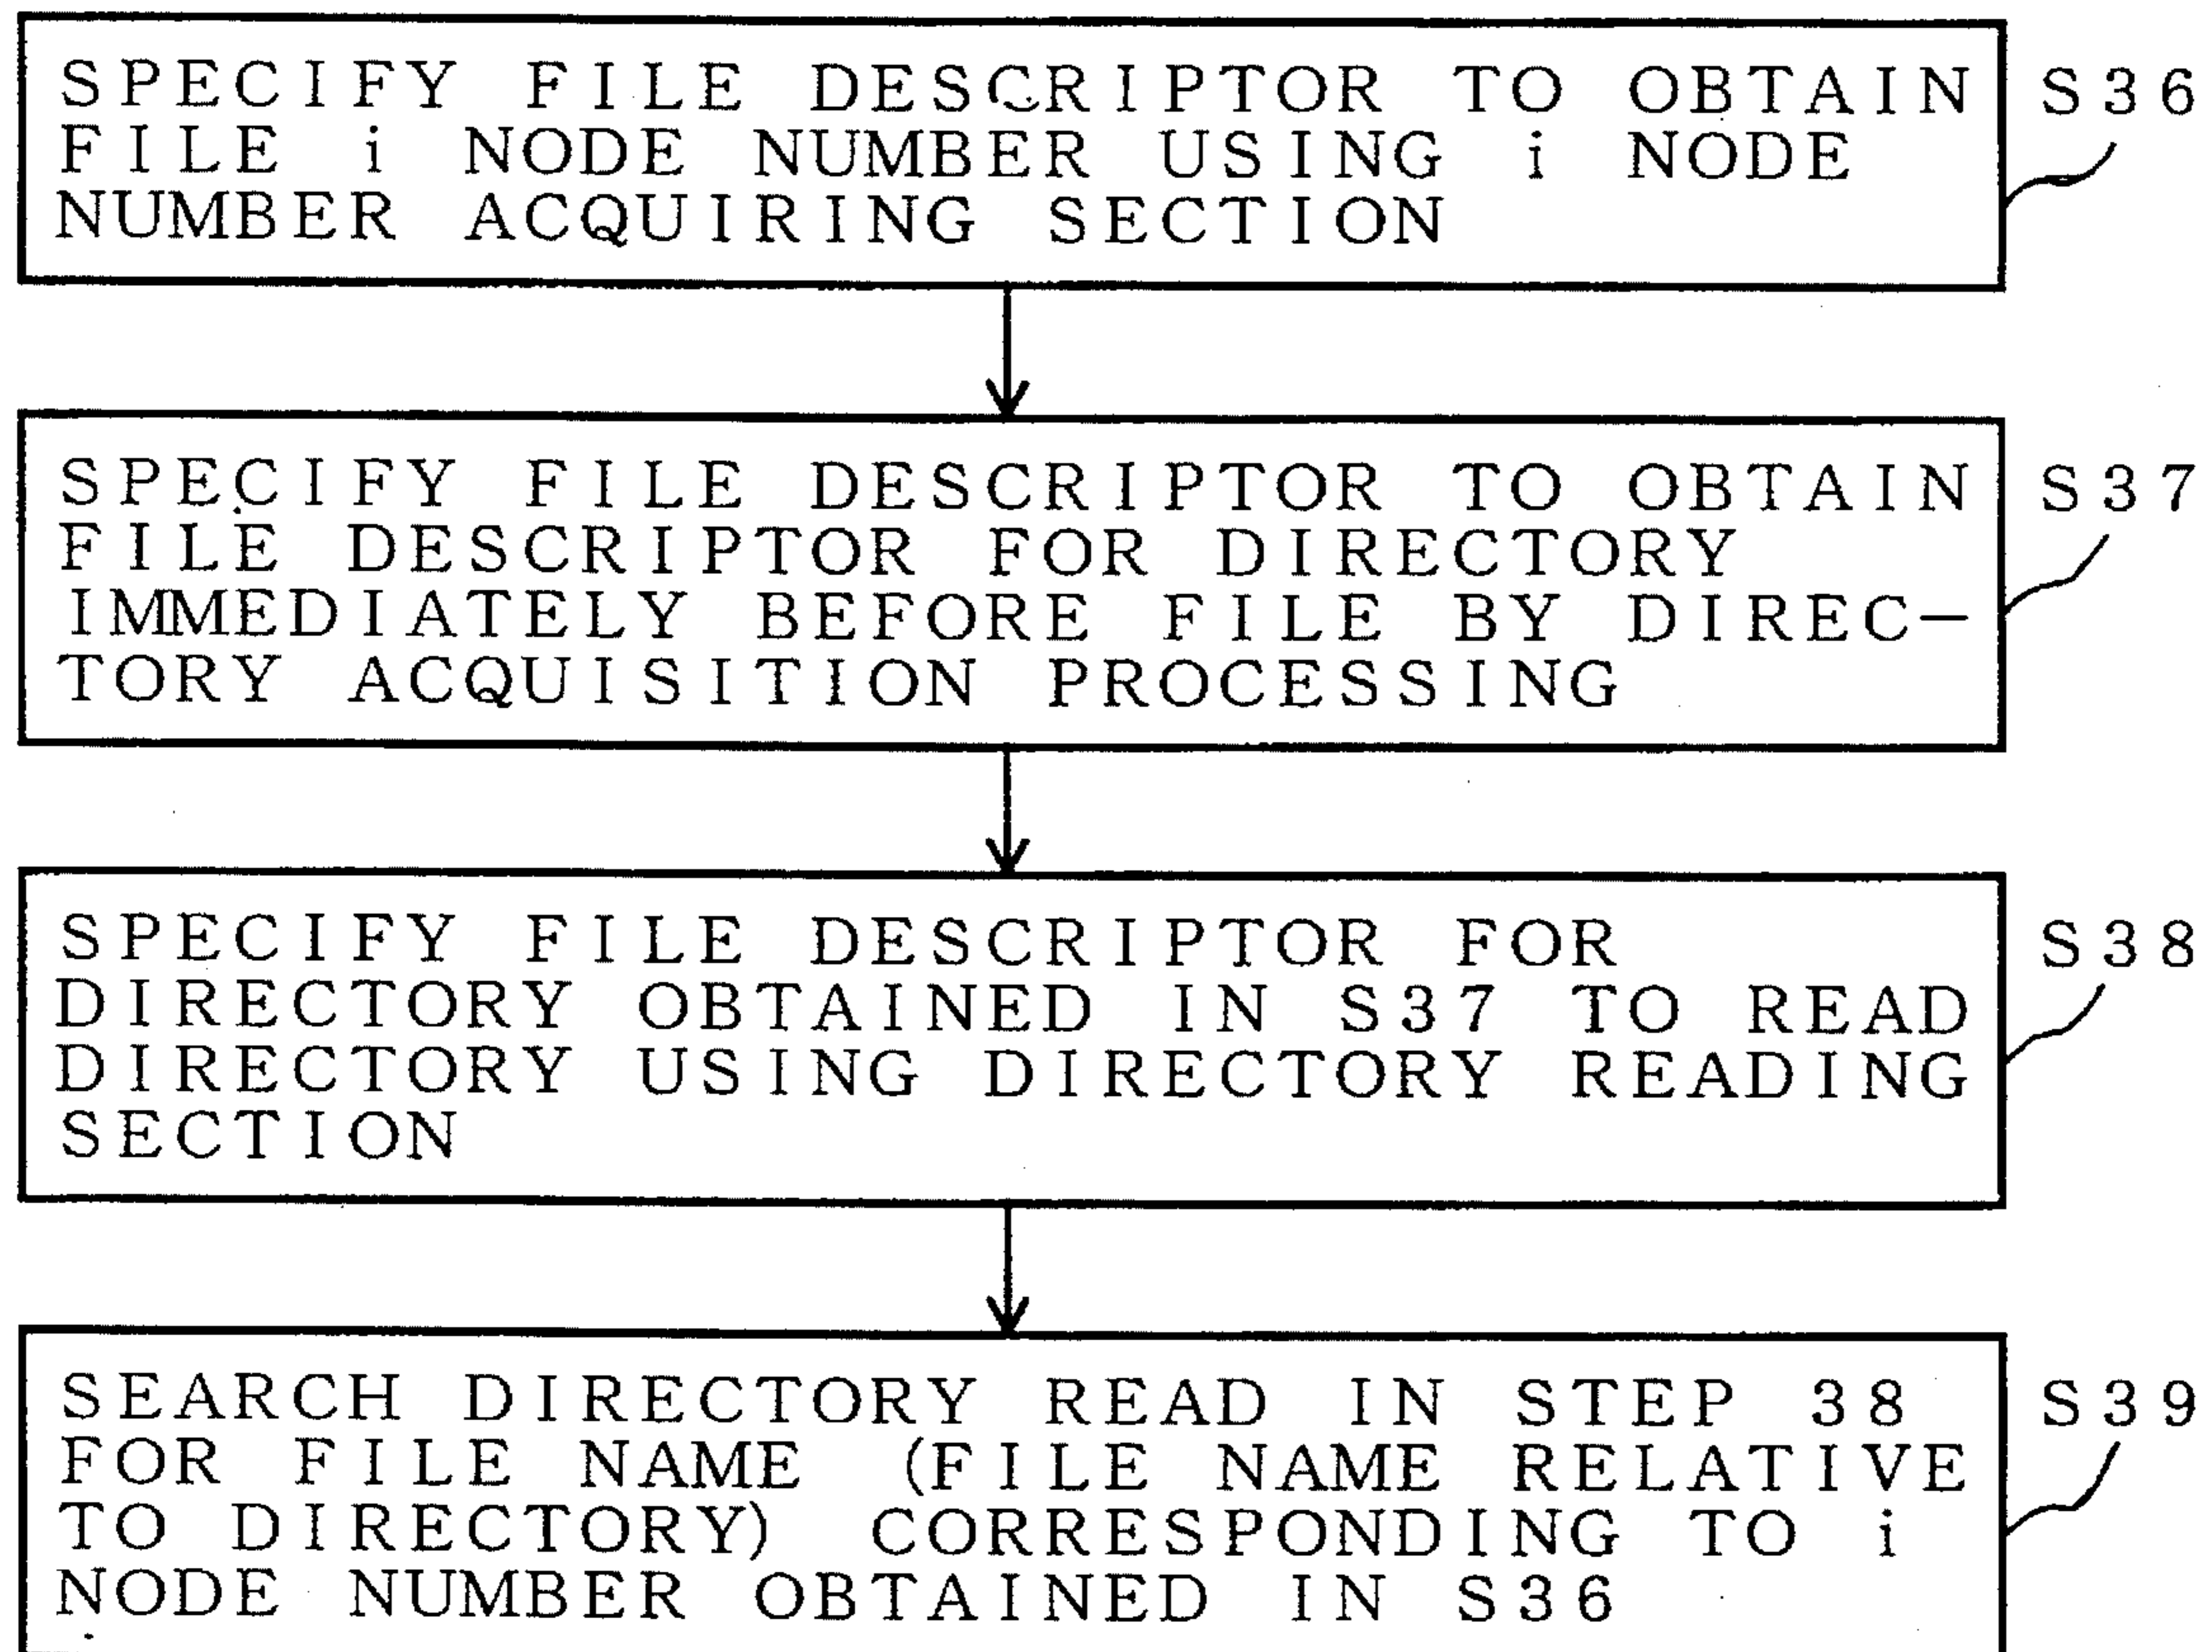 SPECIFY FILE DESCRIPTOR TO OBTAIN
FILE i NODE NUMBER USING i NODE
NUMBER ACQUIRING SECTION
S36
SPECIFY FILE DESCRIPTOR TO OBTAIN
FILE DESCRIPTOR FOR DIRECTORY
IMMEDIATELY BEFORE FILE BY DIREC-
TORY ACQUISITION PROCESSING
S37
SPECIFY FILE DESCRIPTOR FOR
DIRECTORY OBTAINED IN S37 TO READ
DIRECTORY USING DIRECTORY READING
SECTION
S38
SEARCH DIRECTORY READ IN STEP 38
FOR FILE NAME (FILE NAME RELATIVE
TO DIRECTORY) CORRESPONDING TO i
NODE NUMBER OBTAINED IN S36
S39